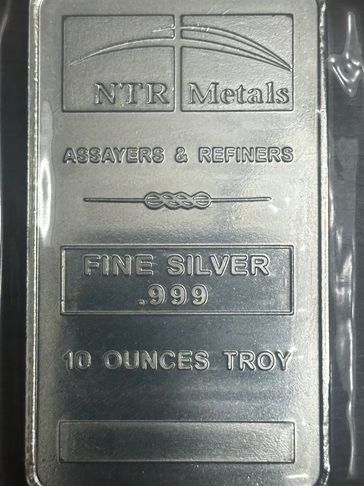 NTR Metals
ASSAYERS & REFINERS
FINE SILVER
.999
10 OUNCES TROY